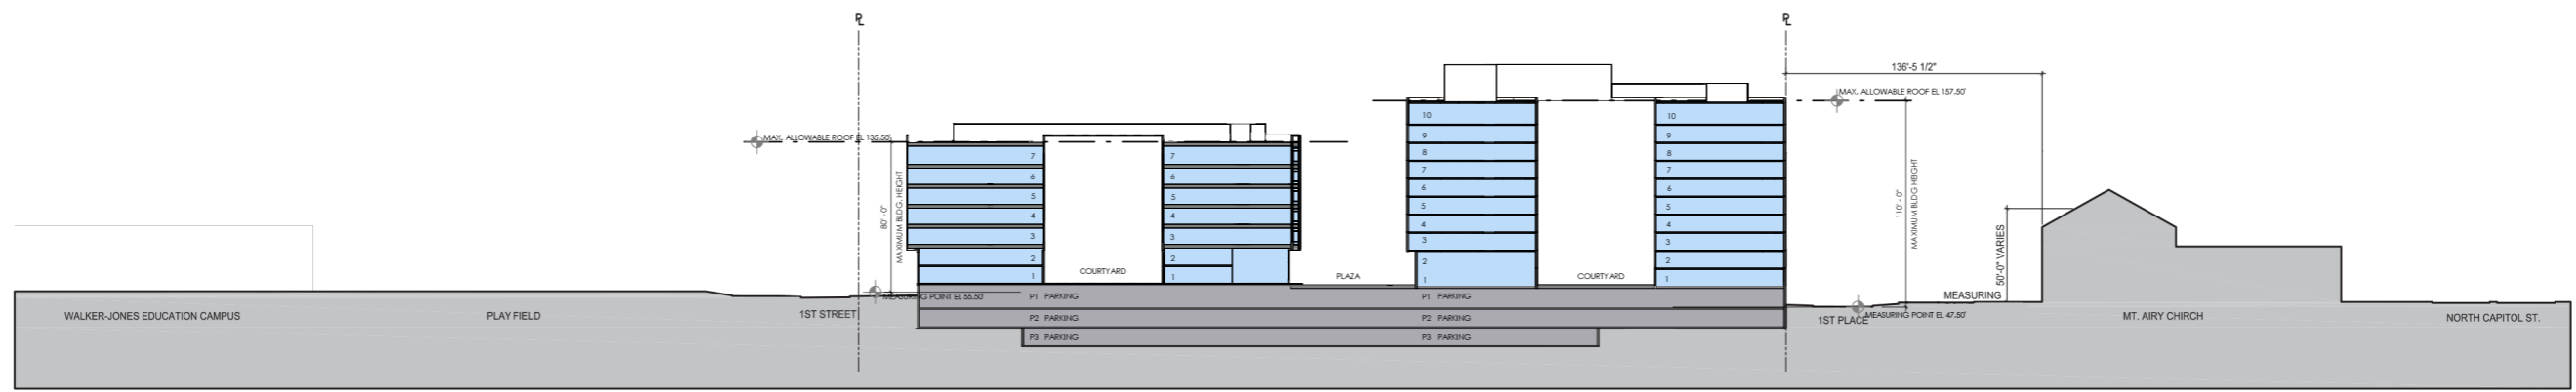 PL
PL
136'-5 1/2"
MAX. ALLOWABLE ROOF EL 157.50'
MAX. ALLOWABLE ROOF EL 135.50'
80' - 0"
MAXIMUM BLDG. HEIGHT
7
6
5
4
3
2
1
COURTYARD
7
6
5
4
3
2
1
PLAZA
10
9
8
7
6
5
4
3
2
1
COURTYARD
10
9
8
7
6
5
4
3
2
1
110' - 0"
MAXIMUM BLDG HEIGHT
50'-0" VARIES
MEASURING
MEASURING POINT EL 55.50'
P1 PARKING
P1 PARKING
MEASURING POINT EL 47.50'
WALKER-JONES EDUCATION CAMPUS
PLAY FIELD
1ST STREET
P2 PARKING
P2 PARKING
1ST PLACE
MT. AIRY CHIRCH
NORTH CAPITOL ST.
P3 PARKING
P3 PARKING